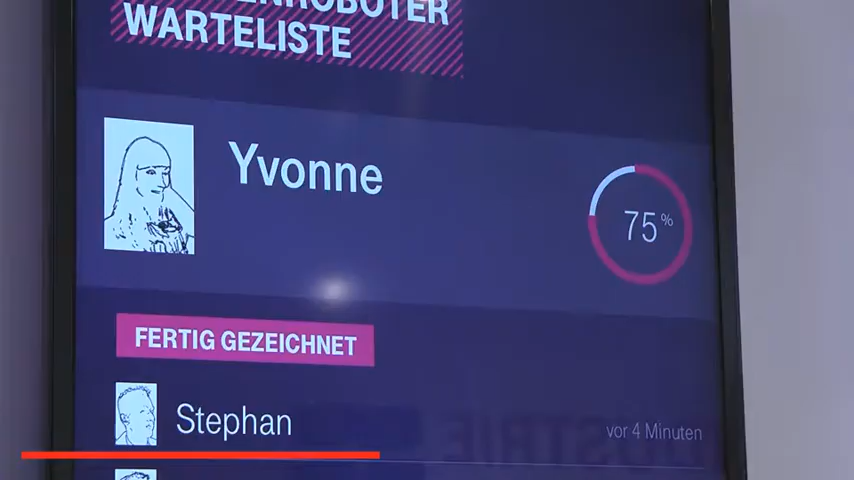 WARTELISTE
Yvonne
75%
FERTIG GEZEICHNET
Stephan
vor 4 Minuten